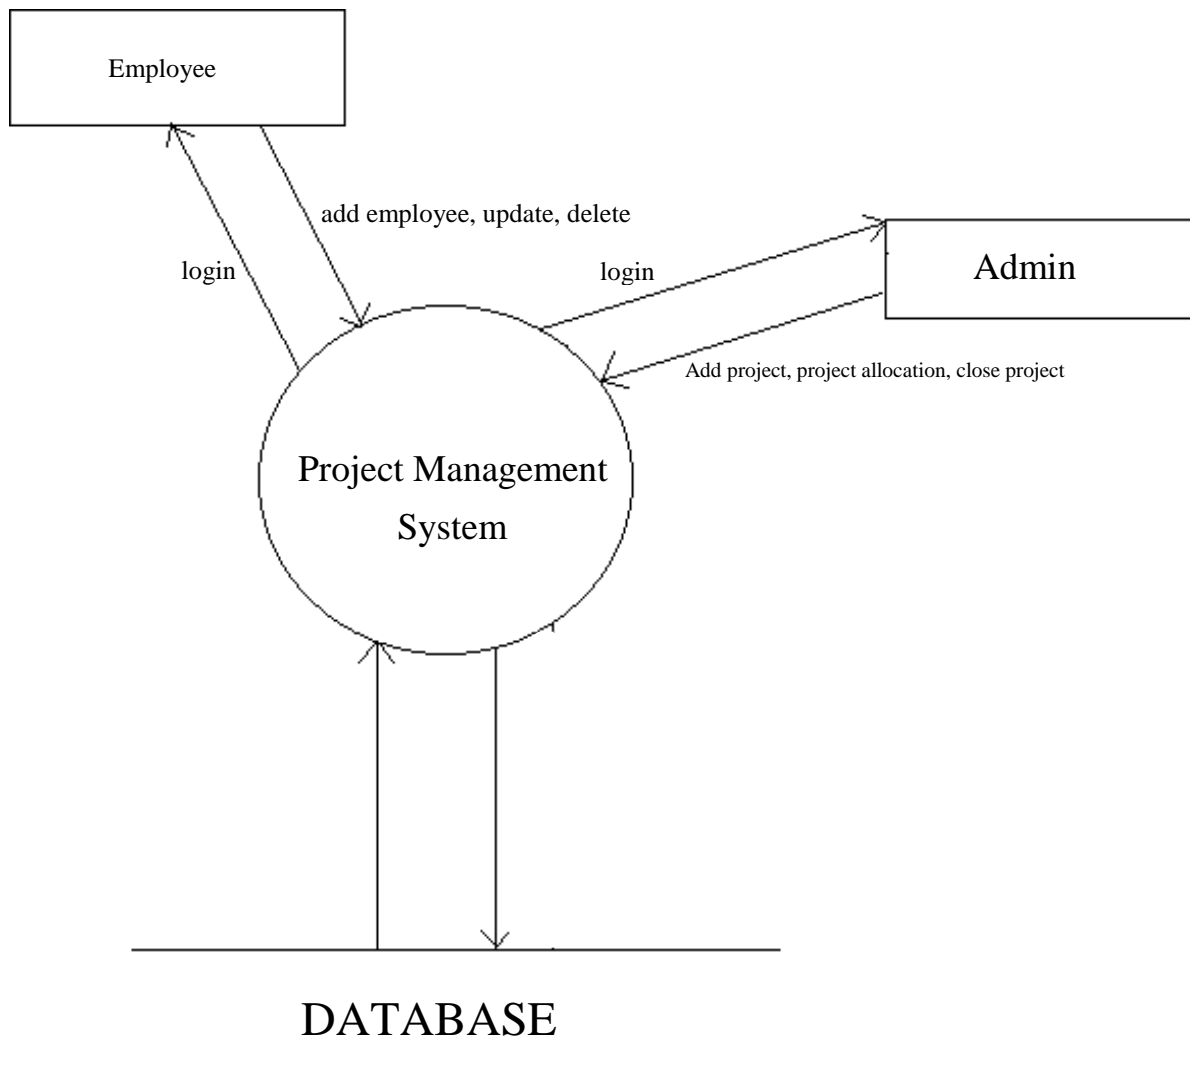 Employee
add employee, update, delete
login
login
Admin
Add project, project allocation, close project
Project Management
System
DATABASE